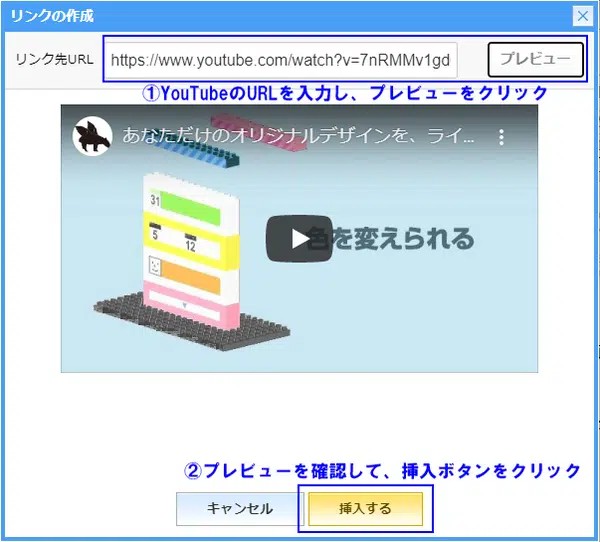 リンクの作成
リンク先URL
https://www.youtube.com/watch?v=7nRMMv1gd
プレビュー
①YouTubeのURLを入力し、プレビューをクリック
あなただけのオリジナルデザインを、ライ...
31
5 12
色を変えられる
②プレビューを確認して、挿入ボタンをクリック
キャンセル
挿入する